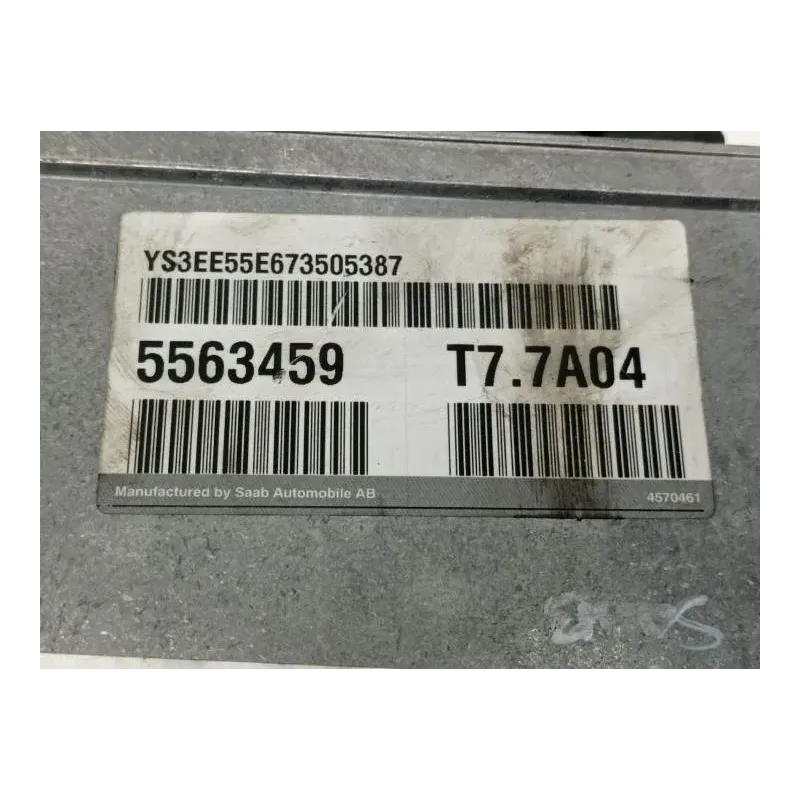 YS3EE55E673505387
5563459 T7.7A04
Manufactured by Saab Automobile AB 4570461